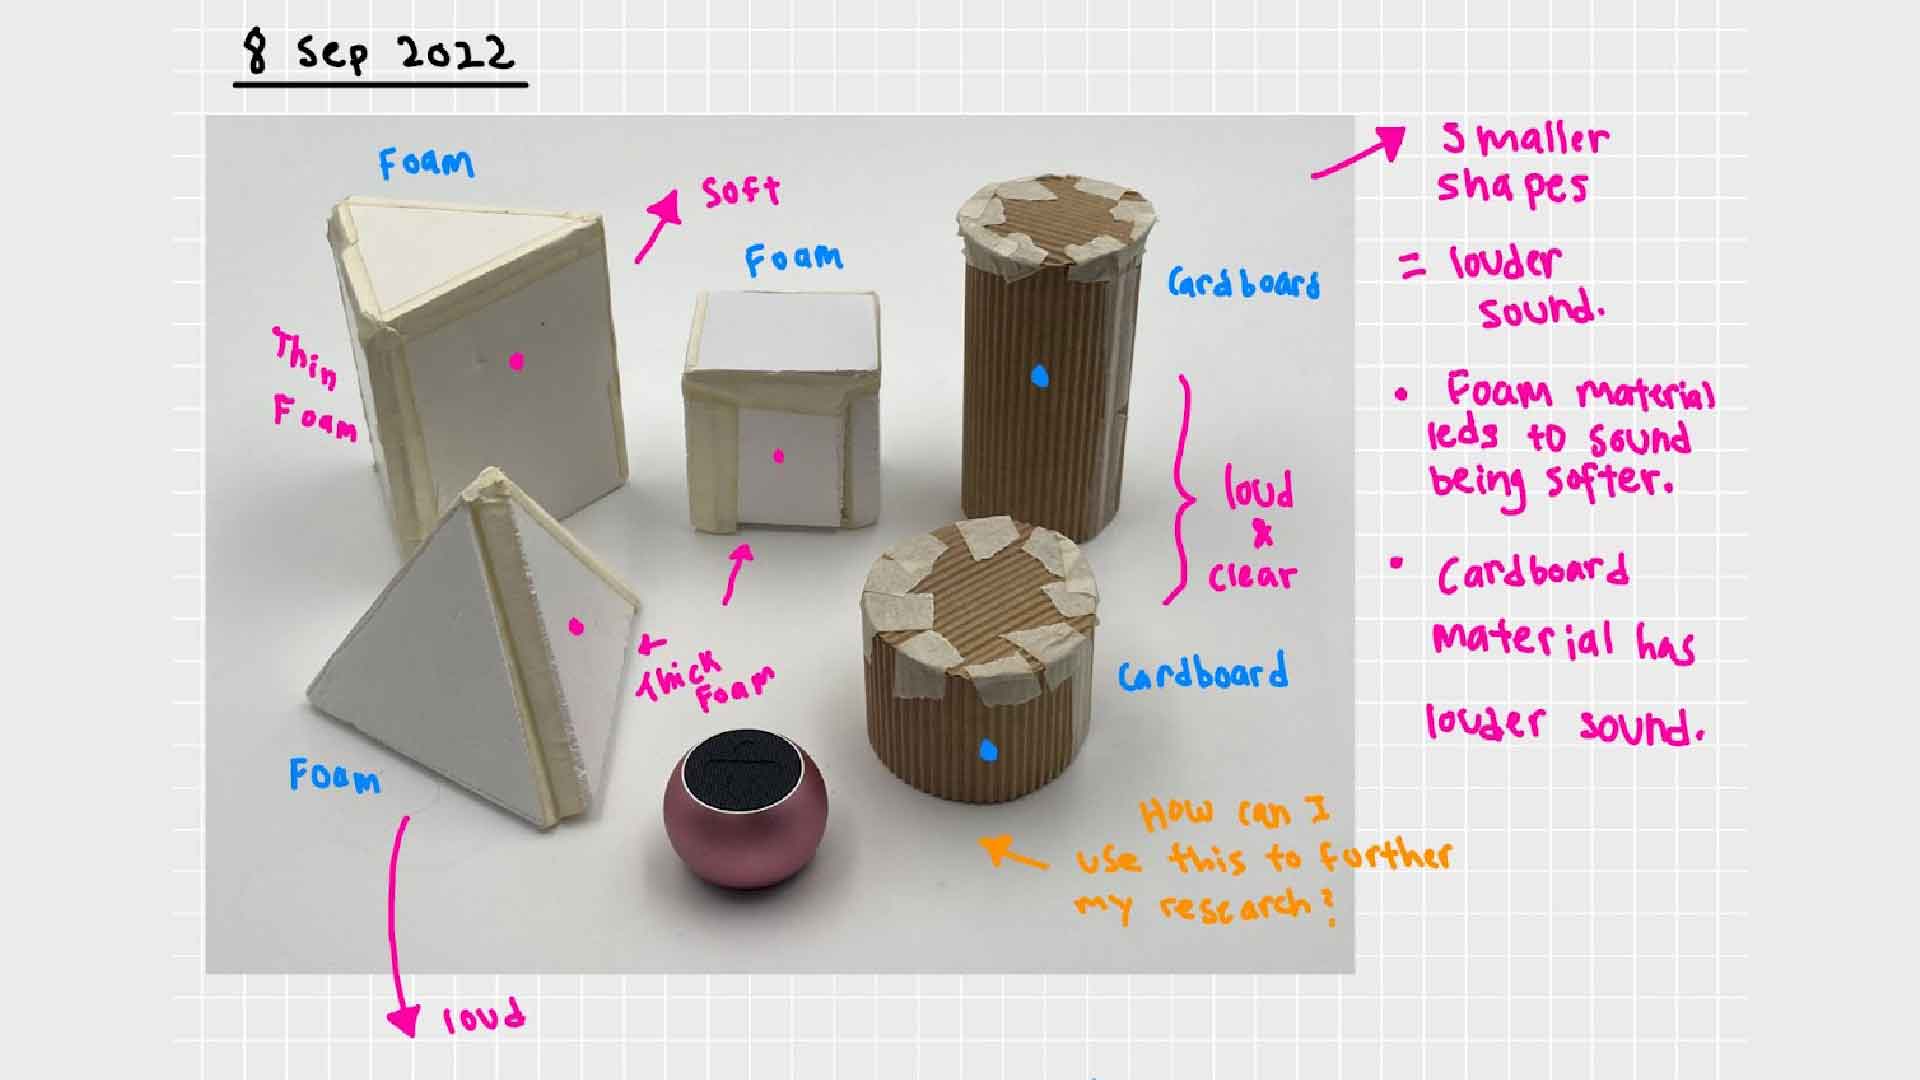 8 Sep 2022
Foam
Soft
Foam
Cardboard
Thin
Foam
loud
&
clear
Thick
Foam
Cardboard
Foam
loud
How can I
use this to further
my research?
Smaller
shapes
= louder
sound.
• Foam material
leds to sound
being softer.
• Cardboard
material has
louder sound.